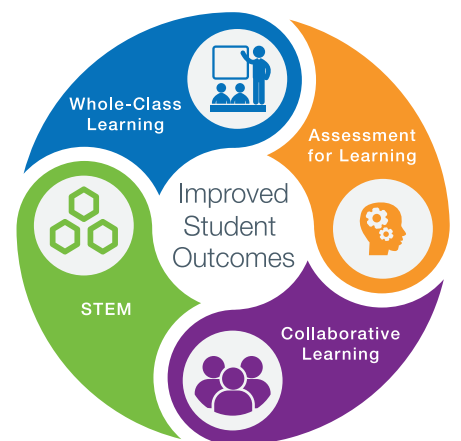 Whole-Class
Learning
Assessment
for Learning
Improved
Student
Outcomes
STEM
Collaborative
Learning